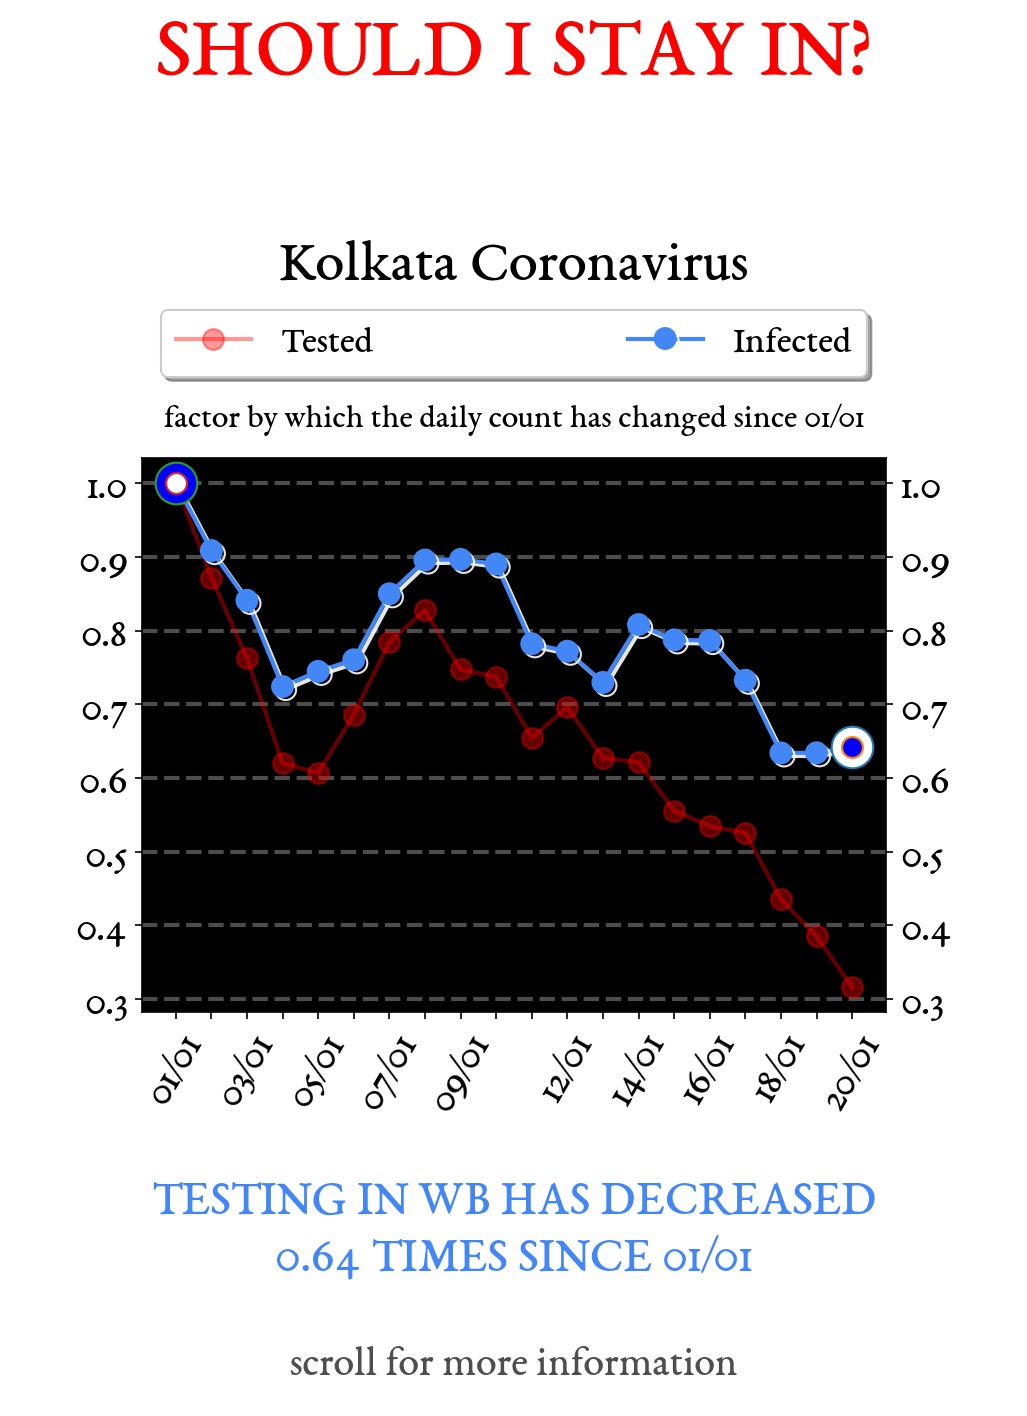 SHOULD I STAY IN?
Kolkata Coronavirus
Tested Infected
factor by which the daily count has changed since 01/01
1.0 1.0
0.9 0.9
0.8 0.8
0.7 0.7
0.6 0.6
0.5 0.5
0.4 0.4
0.3 0.3
01/01 03/01 05/01 07/01 09/01 12/01 14/01 16/01 18/01 20/01
TESTING IN WB HAS DECREASED
0.64 TIMES SINCE 01/01
scroll for more information